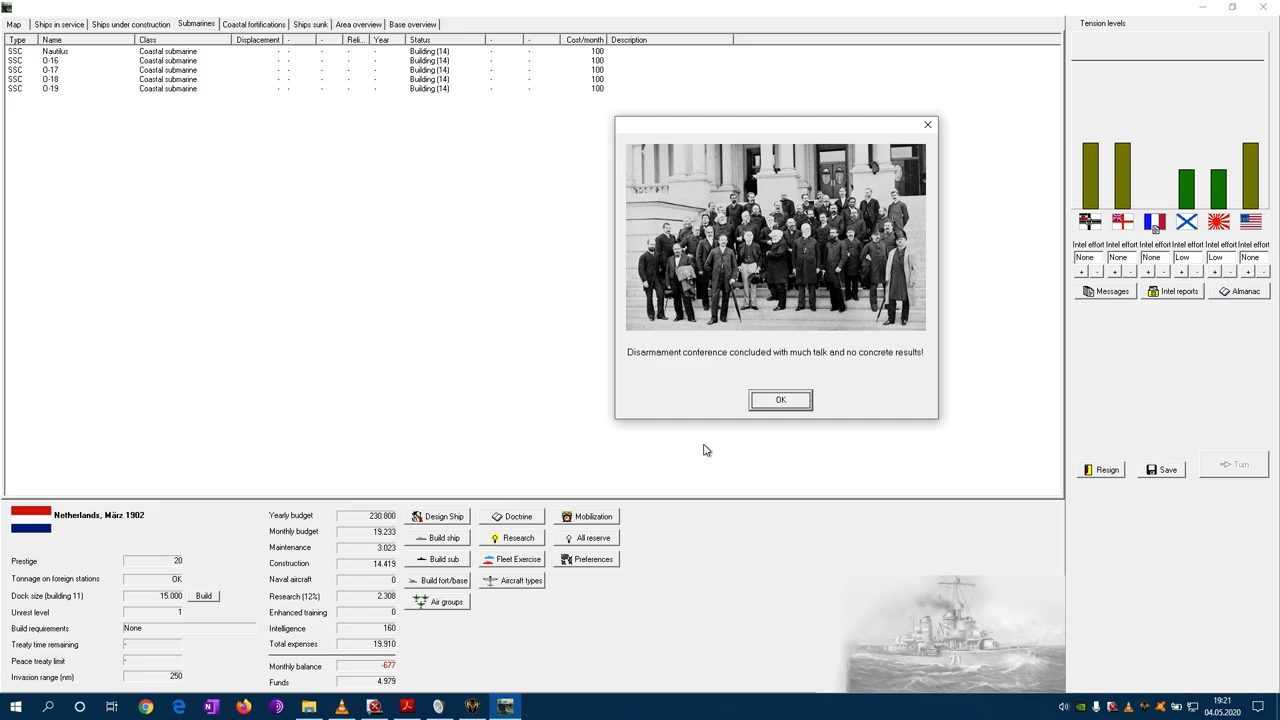 Map Ships in service Ships under construction Submarines Coastal fortifications Ships sunk Area overview Base overview
Type Name Class Displacement - - Reli... Year Status - - Cost/month Description
SSC Nautilus Coastal submarine - - - - - Building (14) - - 100
SSC O-16 Coastal submarine - - - - - Building (14) - - 100
SSC O-17 Coastal submarine - - - - - Building (14) - - 100
SSC O-18 Coastal submarine - - - - - Building (14) - - 100
SSC O-19 Coastal submarine - - - - - Building (14) - - 100
Disarmament conference concluded with much talk and no concrete results!
OK
Tension levels
Intel effort Intel effort Intel effort Intel effort Intel effort Intel effort
None None None Low Low None
+ - + - + - + - + - + -
Messages Intel reports Almanac
Resign Save Turn
Netherlands, März 1902
Prestige 20
Tonnage on foreign stations OK
Dock size (building 11) 15.000 Build
Unrest level 1
Build requirements None
Treaty time remaining -
Peace treaty limit -
Invasion range (nm) 250
Yearly budget 230.800
Monthly budget 19.233
Maintenance 3.023
Construction 14.419
Naval aircraft 0
Research (12%) 2.308
Enhanced training 0
Intelligence 160
Total expenses 19.910
Monthly balance -677
Funds 4.979
Design Ship Doctrine Mobilization
Build ship Research All reserve
Build sub Fleet Exercise Preferences
Build fort/base Aircraft types
Air groups
19:21
04.05.2020